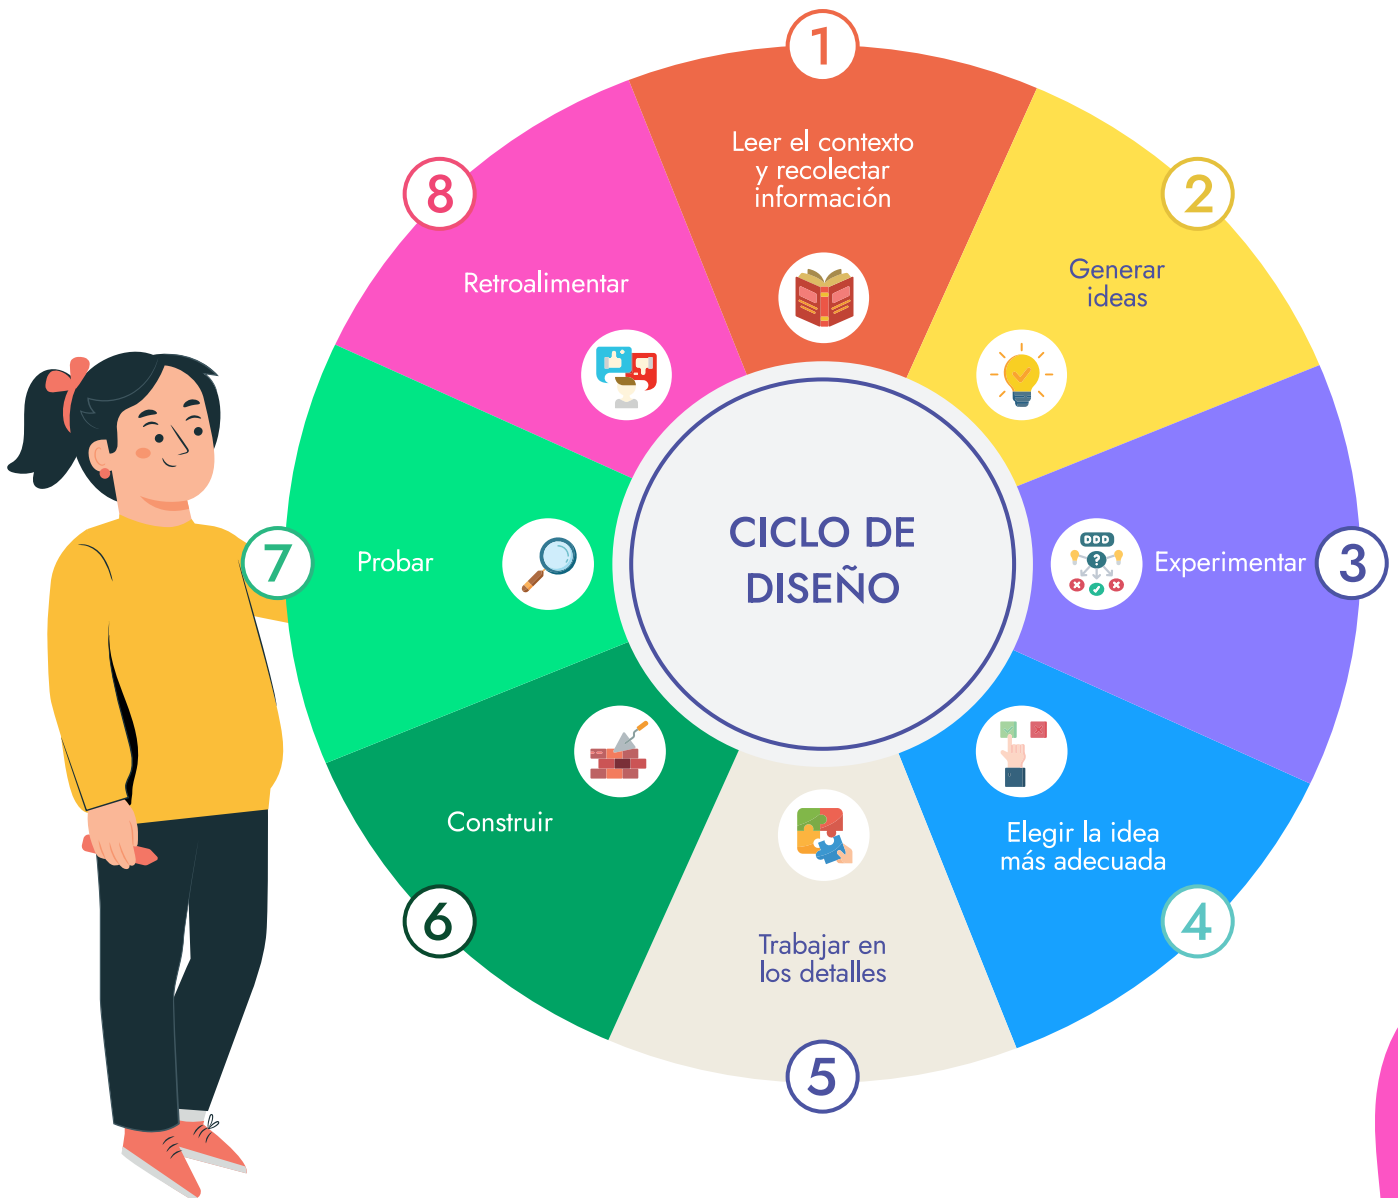 1
Leer el contexto
y recolectar
información
2
Generar
ideas
3
Experimentar
DDD
?
4
Elegir la idea
más adecuada
5
Trabajar en
los detalles
6
Construir
7
Probar
8
Retroalimentar
CICLO DE
DISEÑO